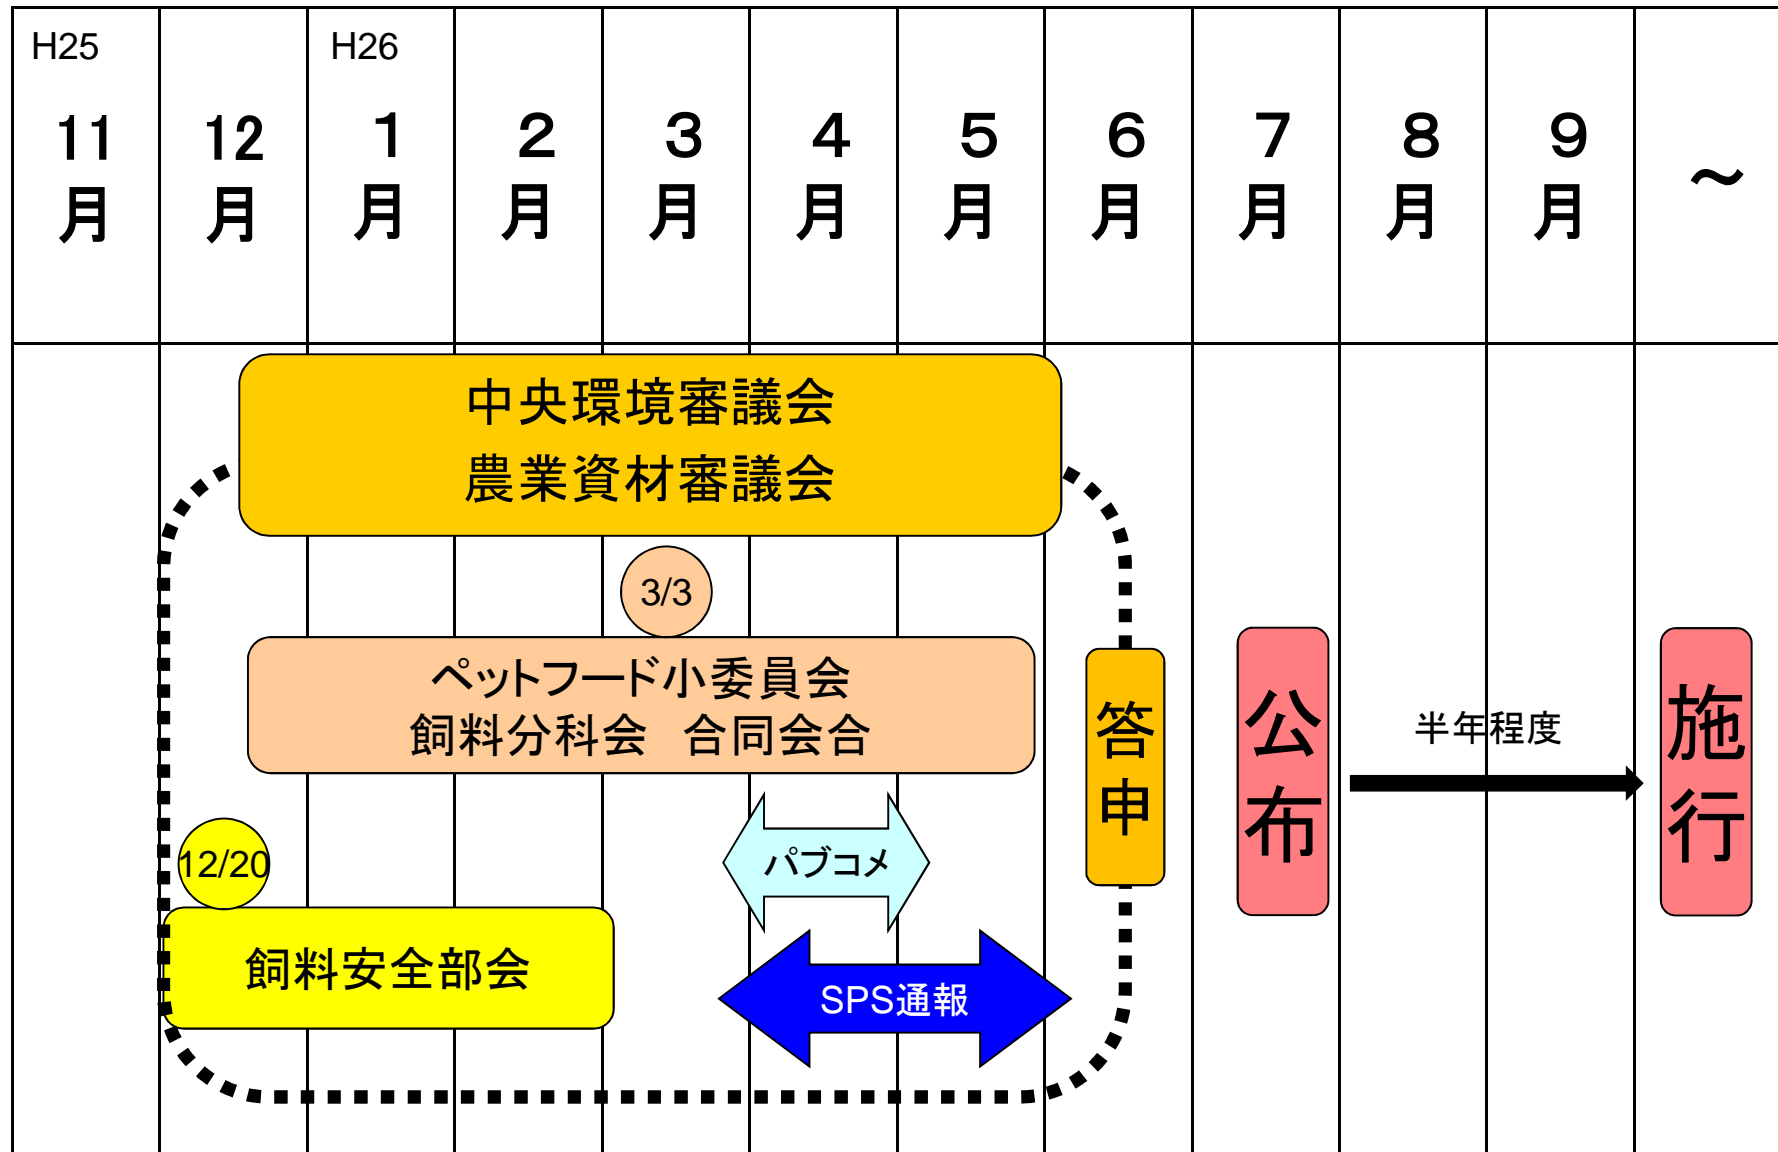 H25
H26
11月
12月
1月
2月
3月
4月
5月
6月
7月
8月
9月
～
中央環境審議会
農業資材審議会
3/3
ペットフード小委員会
飼料分科会　合同会合
答申
公布
半年程度
施行
12/20
パブコメ
飼料安全部会
SPS通報